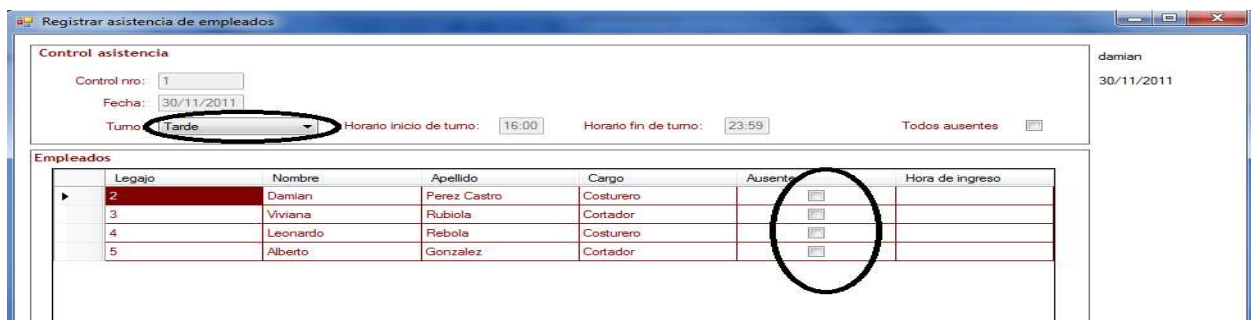 Registrar asistencia de empleados
Control asistencia
damian
Control nro: 1
30/11/2011
Fecha: 30/11/2011
Turno: Tarde Horario inicio de turno: 16:00 Horario fin de turno: 23:59 Todos ausentes
Empleados
Legajo Nombre Apellido Cargo Ausente Hora de ingreso
2 Damian Perez Castro Costurero
3 Viviana Rubiola Cortador
4 Leonardo Rebola Costurero
5 Alberto Gonzalez Cortador